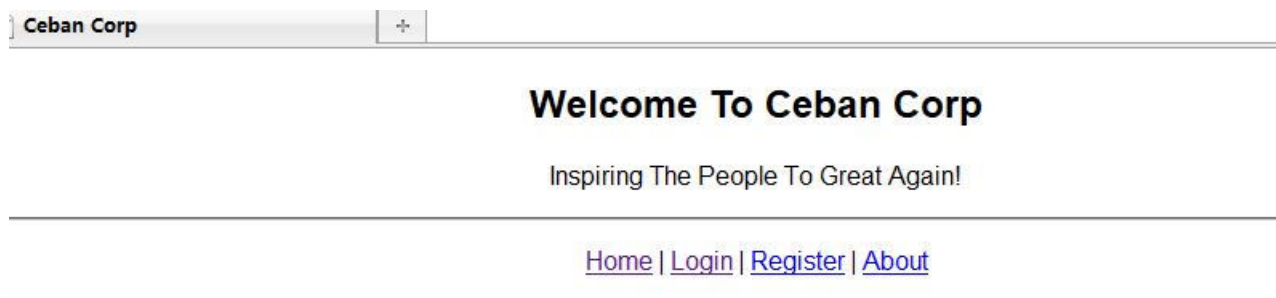 Ceban Corp
Welcome To Ceban Corp
Inspiring The People To Great Again!
Home | Login | Register | About